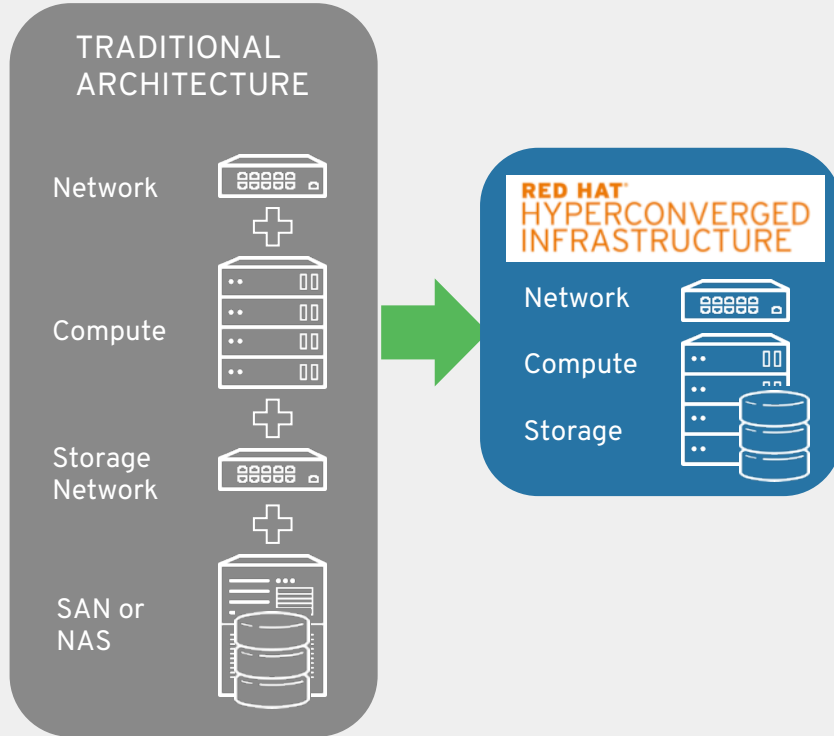 TRADITIONAL
ARCHITECTURE
Network
Compute
Storage
Network
SAN or
NAS
RED HAT®
HYPERCONVERGED
INFRASTRUCTURE
Network
Compute
Storage